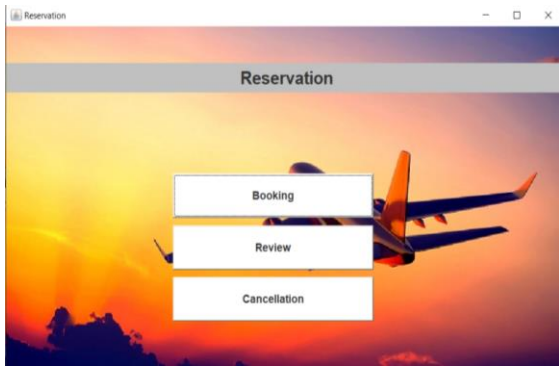 Reservation
Reservation
Booking
Review
Cancellation